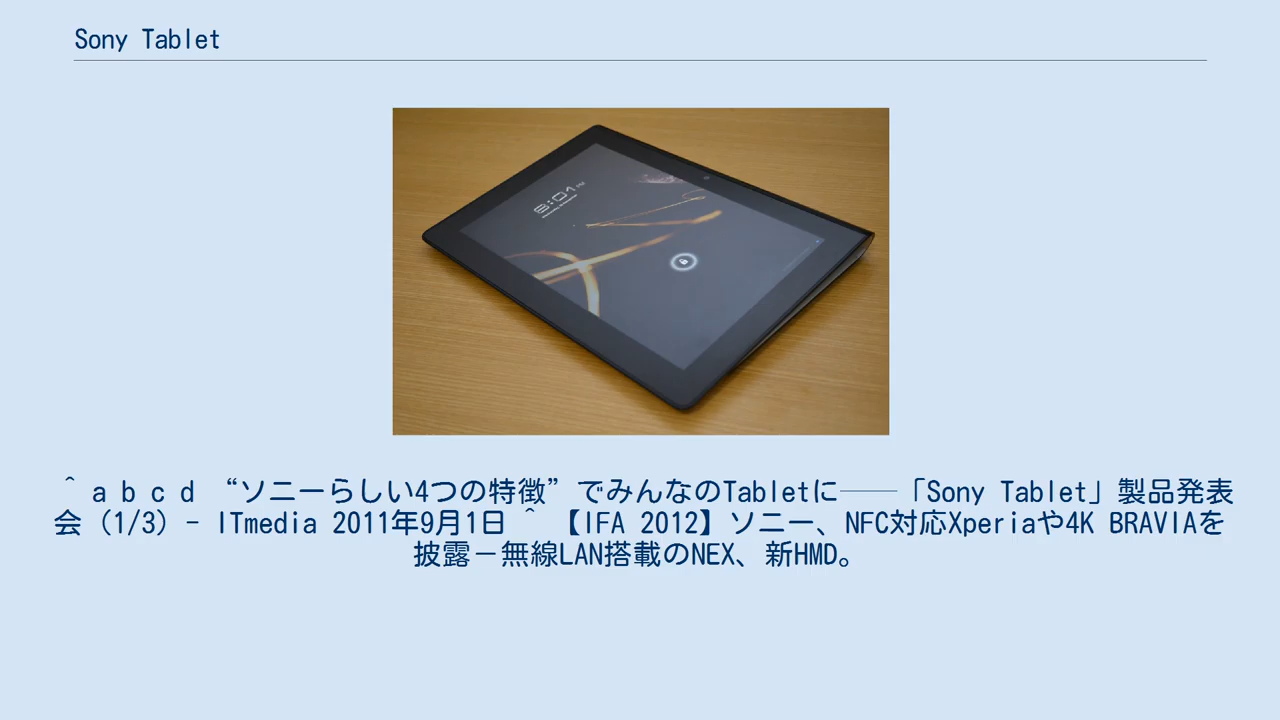 Sony Tablet
8:01 PM
^ a b c d “ソニーらしい4つの特徴”でみんなのTabletに――「Sony Tablet」製品発表
会（1/3）- ITmedia 2011年9月1日 ^ 【IFA 2012】ソニー、NFC対応Xperiaや4K BRAVIAを
披露－無線LAN搭載のNEX、新HMD。